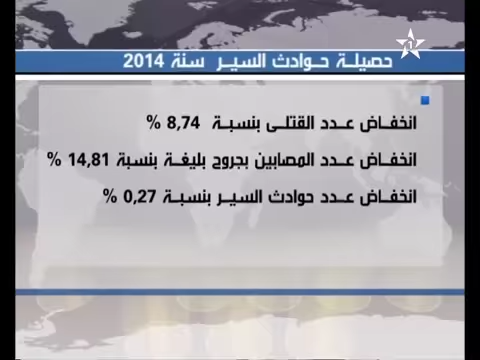 حصيلة حوادث السير سنة 2014
انخفاض عدد القتلى بنسبة 8,74 %
انخفاض عدد المصابين بجروح بليغة بنسبة 14,81 %
انخفاض عدد حوادث السير بنسبة 0,27 %